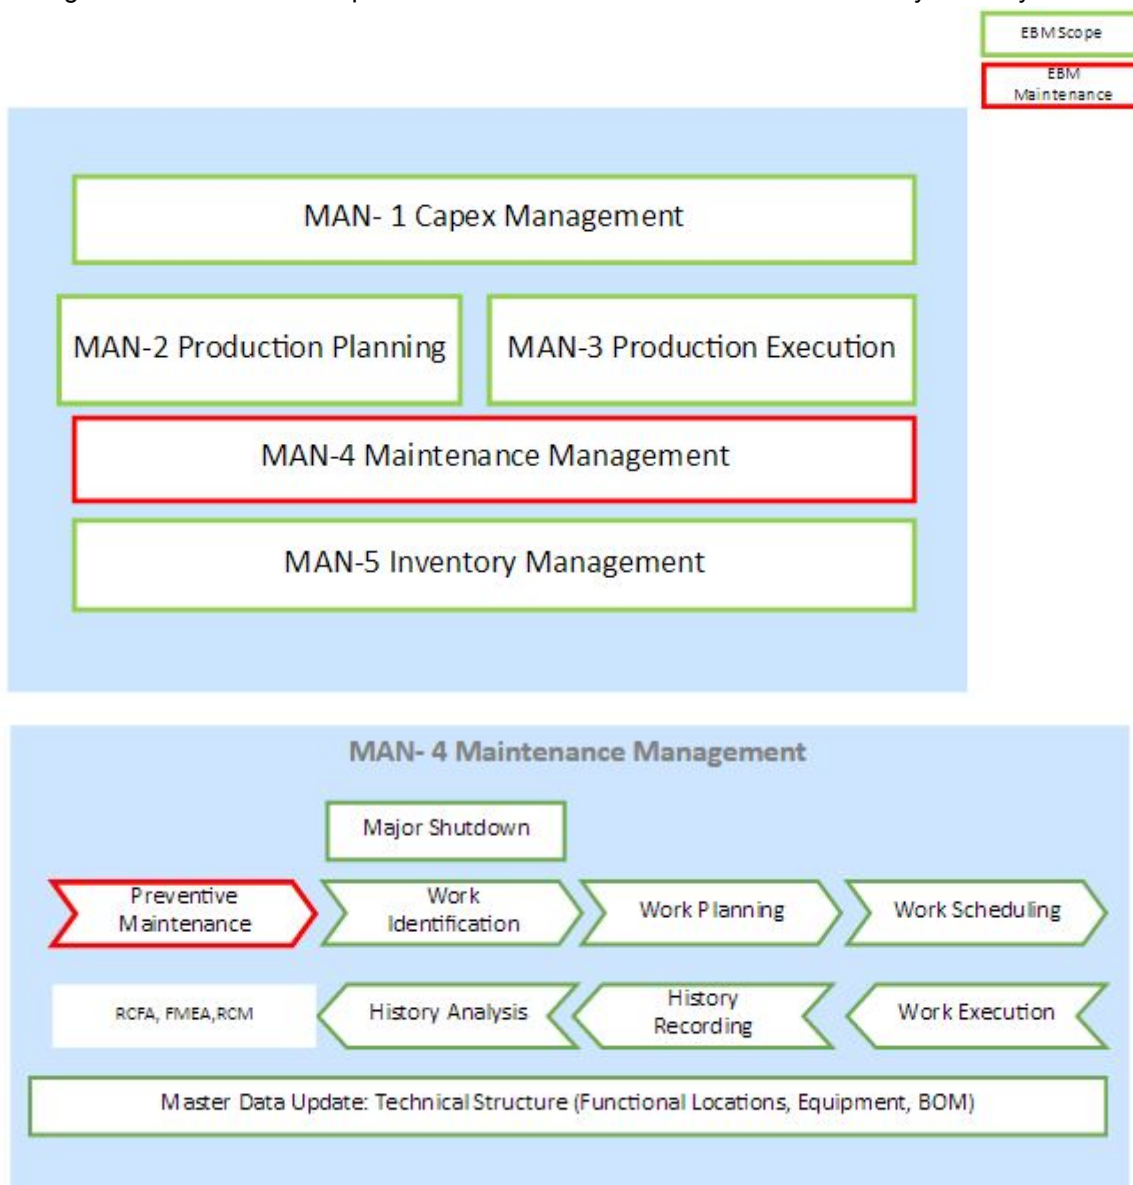 EBM Scope
EBM
Maintenance
MAN- 1 Capex Management
MAN-2 Production Planning
MAN-3 Production Execution
MAN-4 Maintenance Management
MAN-5 Inventory Management
MAN- 4 Maintenance Management
Major Shutdown
Preventive
Maintenance
Work
Identification
Work Planning
Work Scheduling
RCFA, FMEA,RCM
History Analysis
History
Recording
Work Execution
Master Data Update: Technical Structure (Functional Locations, Equipment, BOM)